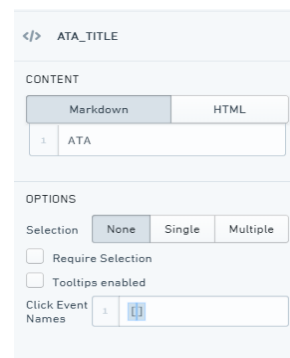 </> ATA_TITLE
CONTENT
Markdown HTML
1 ATA
OPTIONS
Selection None Single Multiple
Require Selection
Tooltips enabled
Click Event Names 1 []